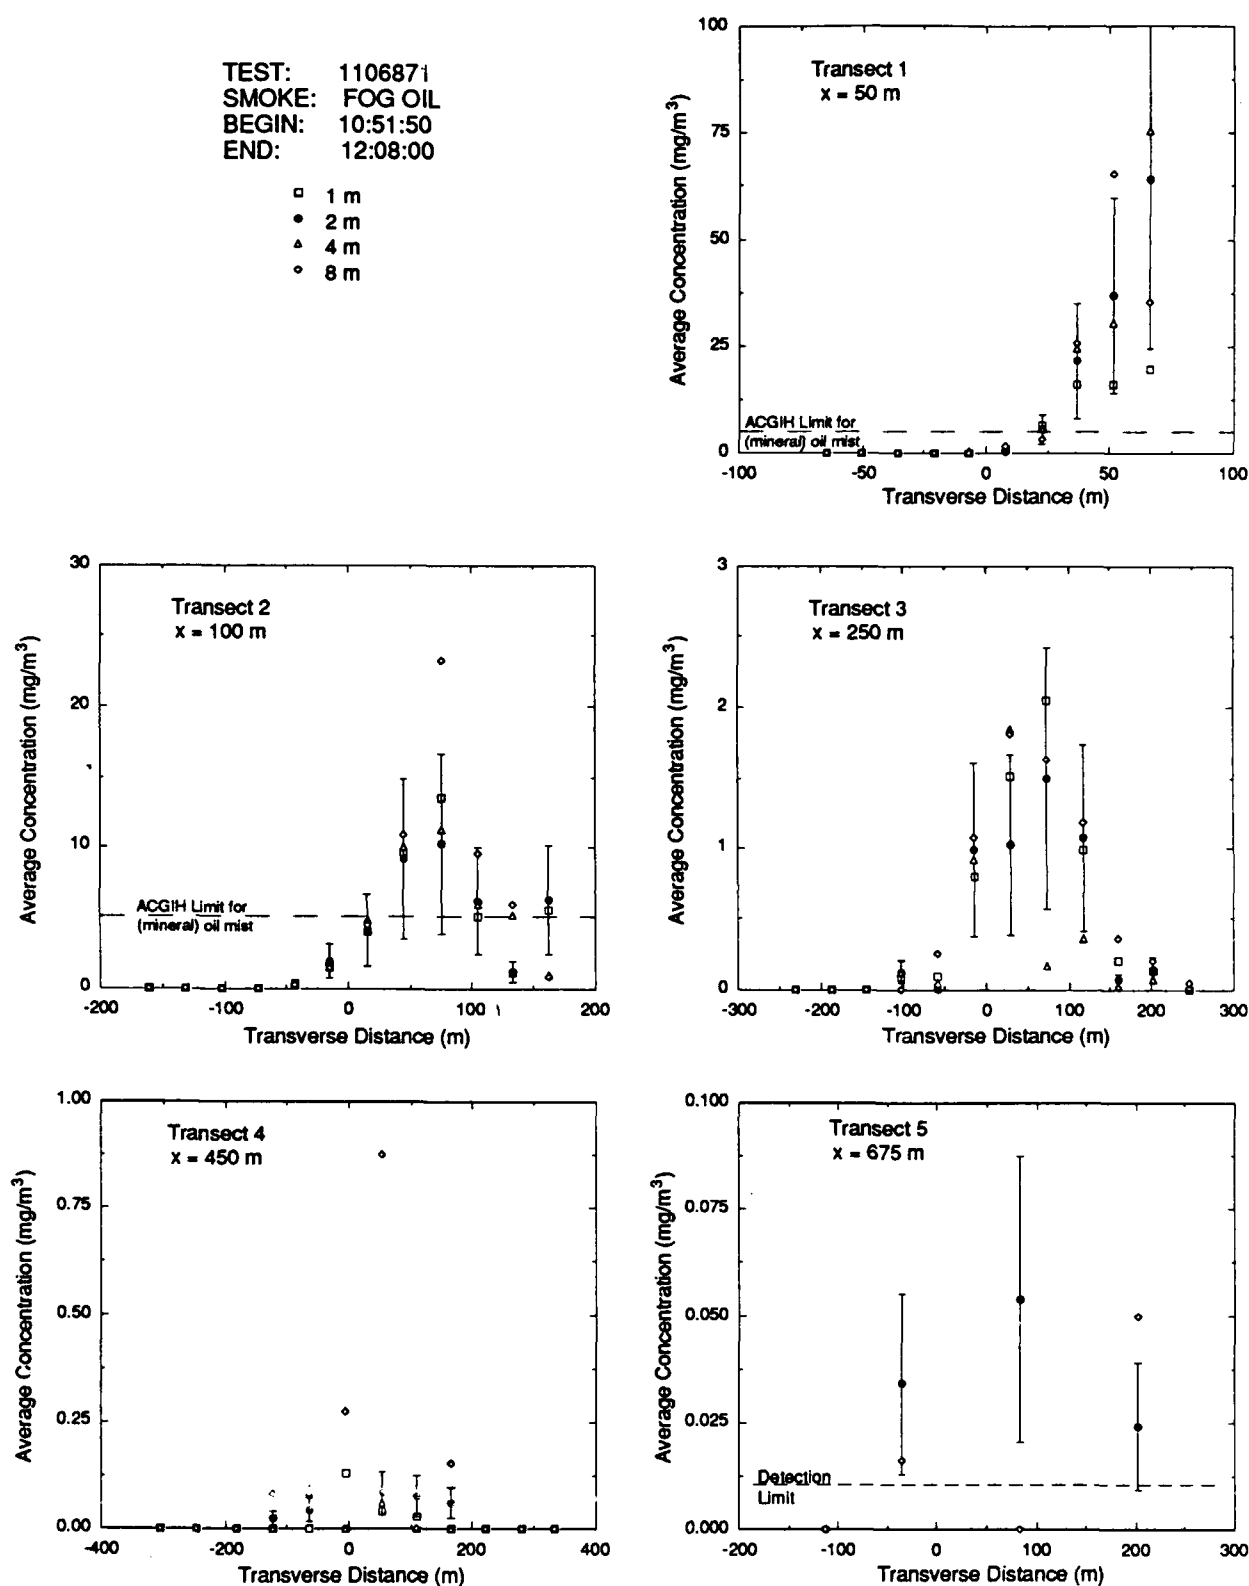 TEST: 1106871
SMOKE: FOG OIL
BEGIN: 10:51:50
END: 12:08:00
1 m
2 m
4 m
8 m
Transect 1
x = 50 m
Average Concentration (mg/m³)
100
75
50
25
0
ACGIH Limit for
(mineral) oil mist
-100 -50 0 50 100
Transverse Distance (m)
Transect 2
x = 100 m
Average Concentration (mg/m³)
30
20
10
0
ACGIH Limit for
(mineral) oil mist
-200 -100 0 100 200
Transverse Distance (m)
Transect 3
x = 250 m
Average Concentration (mg/m³)
3
2
1
0
-300 -200 -100 0 100 200 300
Transverse Distance (m)
Transect 4
x = 450 m
Average Concentration (mg/m³)
1.00
0.75
0.50
0.25
0.00
-400 -200 0 200 400
Transverse Distance (m)
Transect 5
x = 675 m
Average Concentration (mg/m³)
0.100
0.075
0.050
0.025
0.000
Detection
Limit
-200 -100 0 100 200 300
Transverse Distance (m)